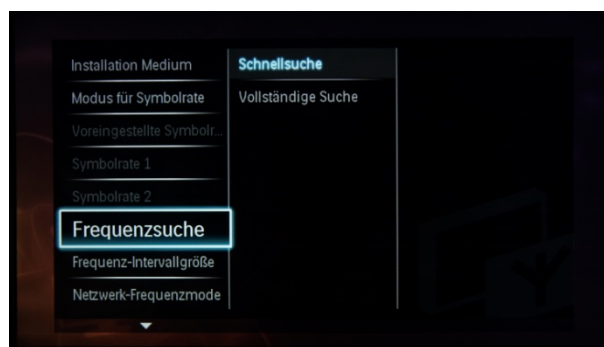 Installation Medium
Modus für Symbolrate
Voreingestellte Symbolr...
Symbolrate 1
Symbolrate 2
Frequenzsuche
Frequenz-Intervallgröße
Netzwerk-Frequenzmode
Schnellsuche
Vollständige Suche